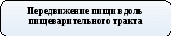 Передвижение пищи вдоль
пищеварительного тракта